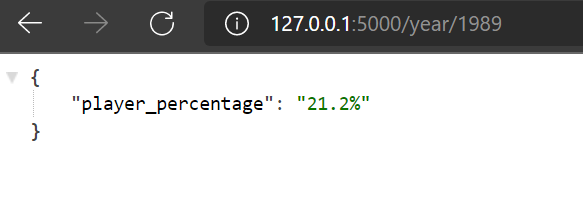 127.0.0.1:5000/year/1989
{
"player_percentage": "21.2%"
}